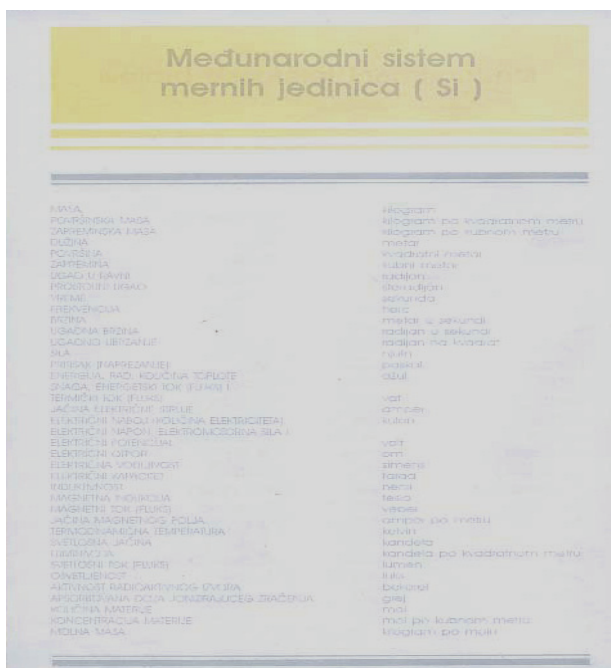 Međunarodni sistem
mernih jedinica ( Si )
MASA kilogram
POVRŠINSKA MASA kilogram po kvadratnom metru
ZAPREMINSKA MASA kilogram po kubnom metru
DUŽINA metar
POVRŠINA kvadratni metar
ZAPREMINA kubni metar
UGAO U RAVNI radijan
PROSTORNI UGAO steradijan
VREME sekunda
FREKVENCIJA herc
BRZINA metar u sekundi
UGAONA BRZINA radijan u sekundi
UGAONO UBRZANJE radijan na kvadrat
SILA njutn
PRITISAK (NAPREZANJE) paskal
ENERGIJA, RAD, KOLIČINA TOPLOTE džul
SNAGA, ENERGETSKI TOK (FLUKS) I
TERMIČKI TOK (FLUKS) vat
JAČINA ELEKTRIČNE STRUJE amper
ELEKTRIČNI NABOJ (KOLIČINA ELEKTRICITETA) kulon
ELEKTRIČNI NAPON, ELEKTROMOTORNA SILA I
ELEKTRIČNI POTENCIJAL volt
ELEKTRIČNI OTPOR om
ELEKTRIČNA VODLJIVOST simens
ELEKTRIČNI KAPACITET farad
INDUKTIVNOST henri
MAGNETNA INDUKCIJA tesla
MAGNETNI TOK (FLUKS) veber
JAČINA MAGNETNOG POLJA amper po metru
TERMODINAMIČNA TEMPERATURA kelvin
SVETLOSNA JAČINA kandela
LUMINACIJA kandela po kvadratnom metru
SVETLOSNI TOK (FLUKS) lumen
OSVETLJENOST luks
AKTIVNOST RADIOAKTIVNOG IZVORA bekerel
APSORBOVANA DOZA JONIZRAJUĆEG ZRAČENJA grej
KOLIČINA MATERIJE mol
KONCENTRACIJA MATERIJE mol po kubnom metru
MOLNA MASA kilogram po molu